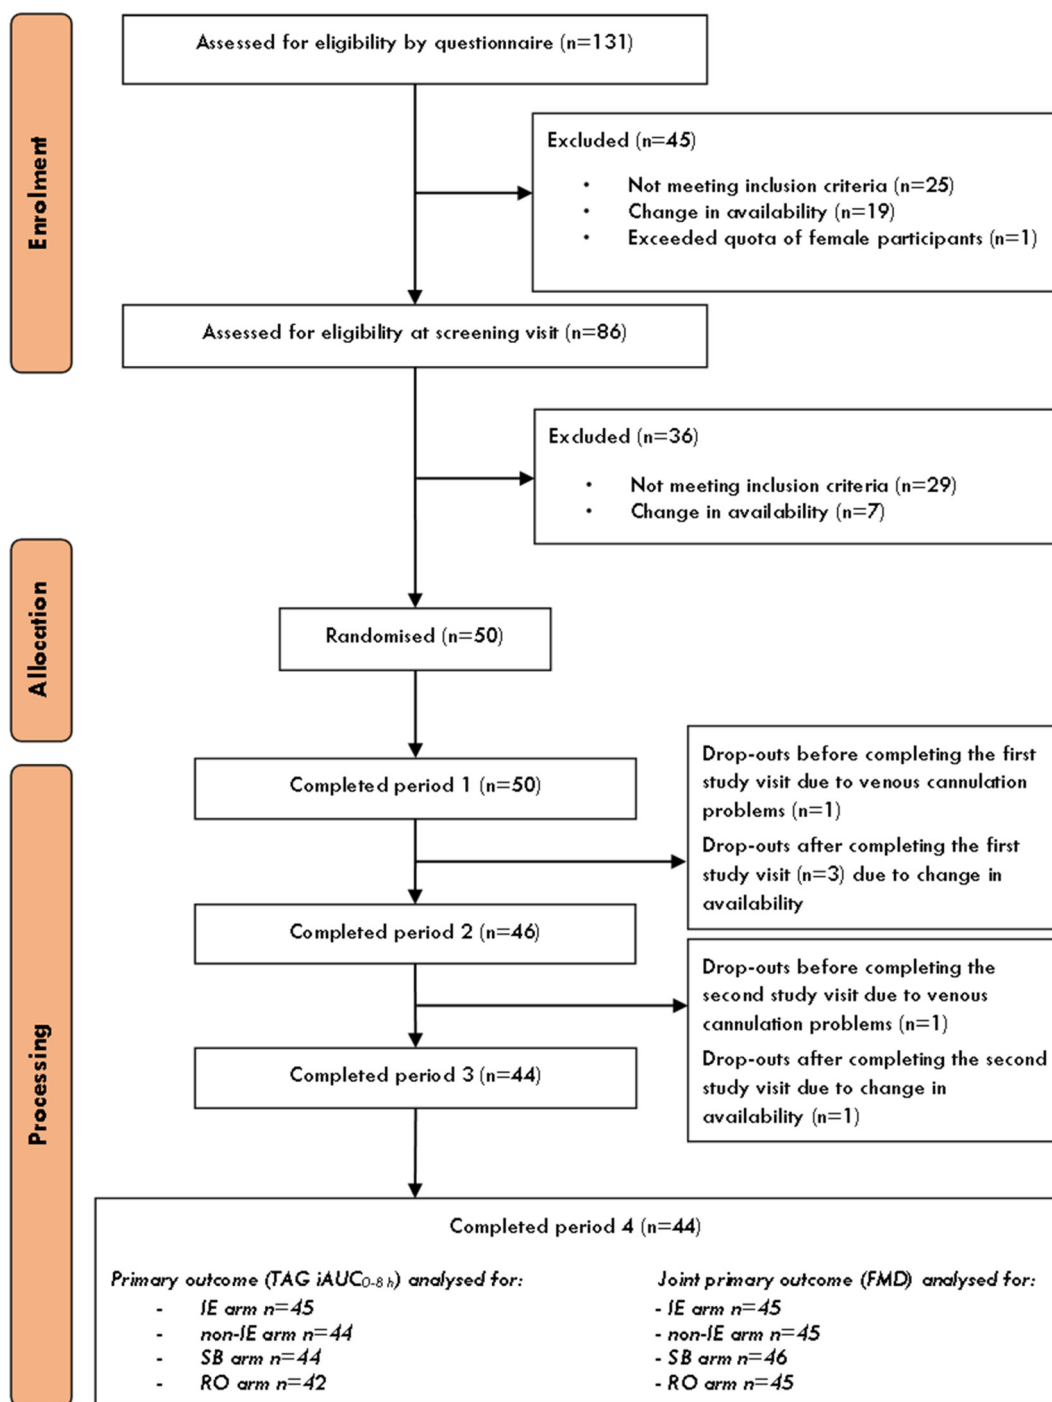 Enrolment
Assessed for eligibility by questionnaire (n=131)
Excluded (n=45)
• Not meeting inclusion criteria (n=25)
• Change in availability (n=19)
• Exceeded quota of female participants (n=1)
Assessed for eligibility at screening visit (n=86)
Excluded (n=36)
• Not meeting inclusion criteria (n=29)
• Change in availability (n=7)
Allocation
Randomised (n=50)
Processing
Completed period 1 (n=50)
Drop-outs before completing the first
study visit due to venous cannulation
problems (n=1)
Drop-outs after completing the first
study visit (n=3) due to change in
availability
Completed period 2 (n=46)
Drop-outs before completing the
second study visit due to venous
cannulation problems (n=1)
Drop-outs after completing the second
study visit due to change in
availability (n=1)
Completed period 3 (n=44)
Completed period 4 (n=44)
Primary outcome (TAG iAUC0-8 h) analysed for:
- IE arm n=45
- non-IE arm n=44
- SB arm n=44
- RO arm n=42
Joint primary outcome (FMD) analysed for:
- IE arm n=45
- non-IE arm n=45
- SB arm n=46
- RO arm n=45